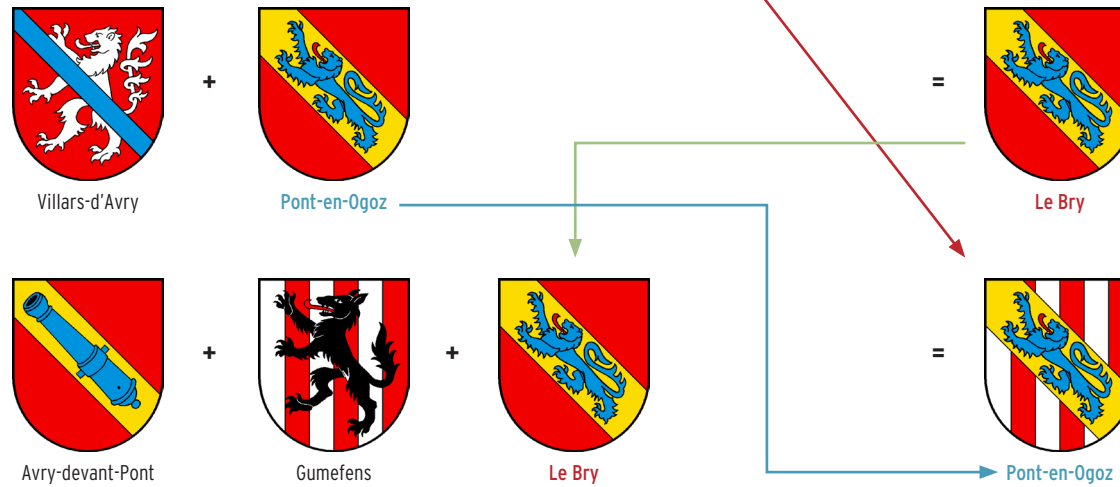 + =
Villars-d'Avry Pont-en-Ogoz Le Bry
+ + =
Avry-devant-Pont Gumefens Le Bry Pont-en-Ogoz